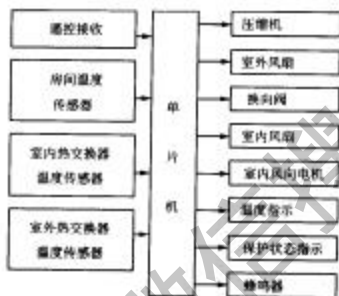 遥控接收
房间温度
传感器
室内热交换器
温度传感器
室外热交换器
温度传感器
单
片
机
压缩机
室外风扇
换向阀
室内风扇
室内风向电机
温度指示
保护状态指示
蜂鸣器